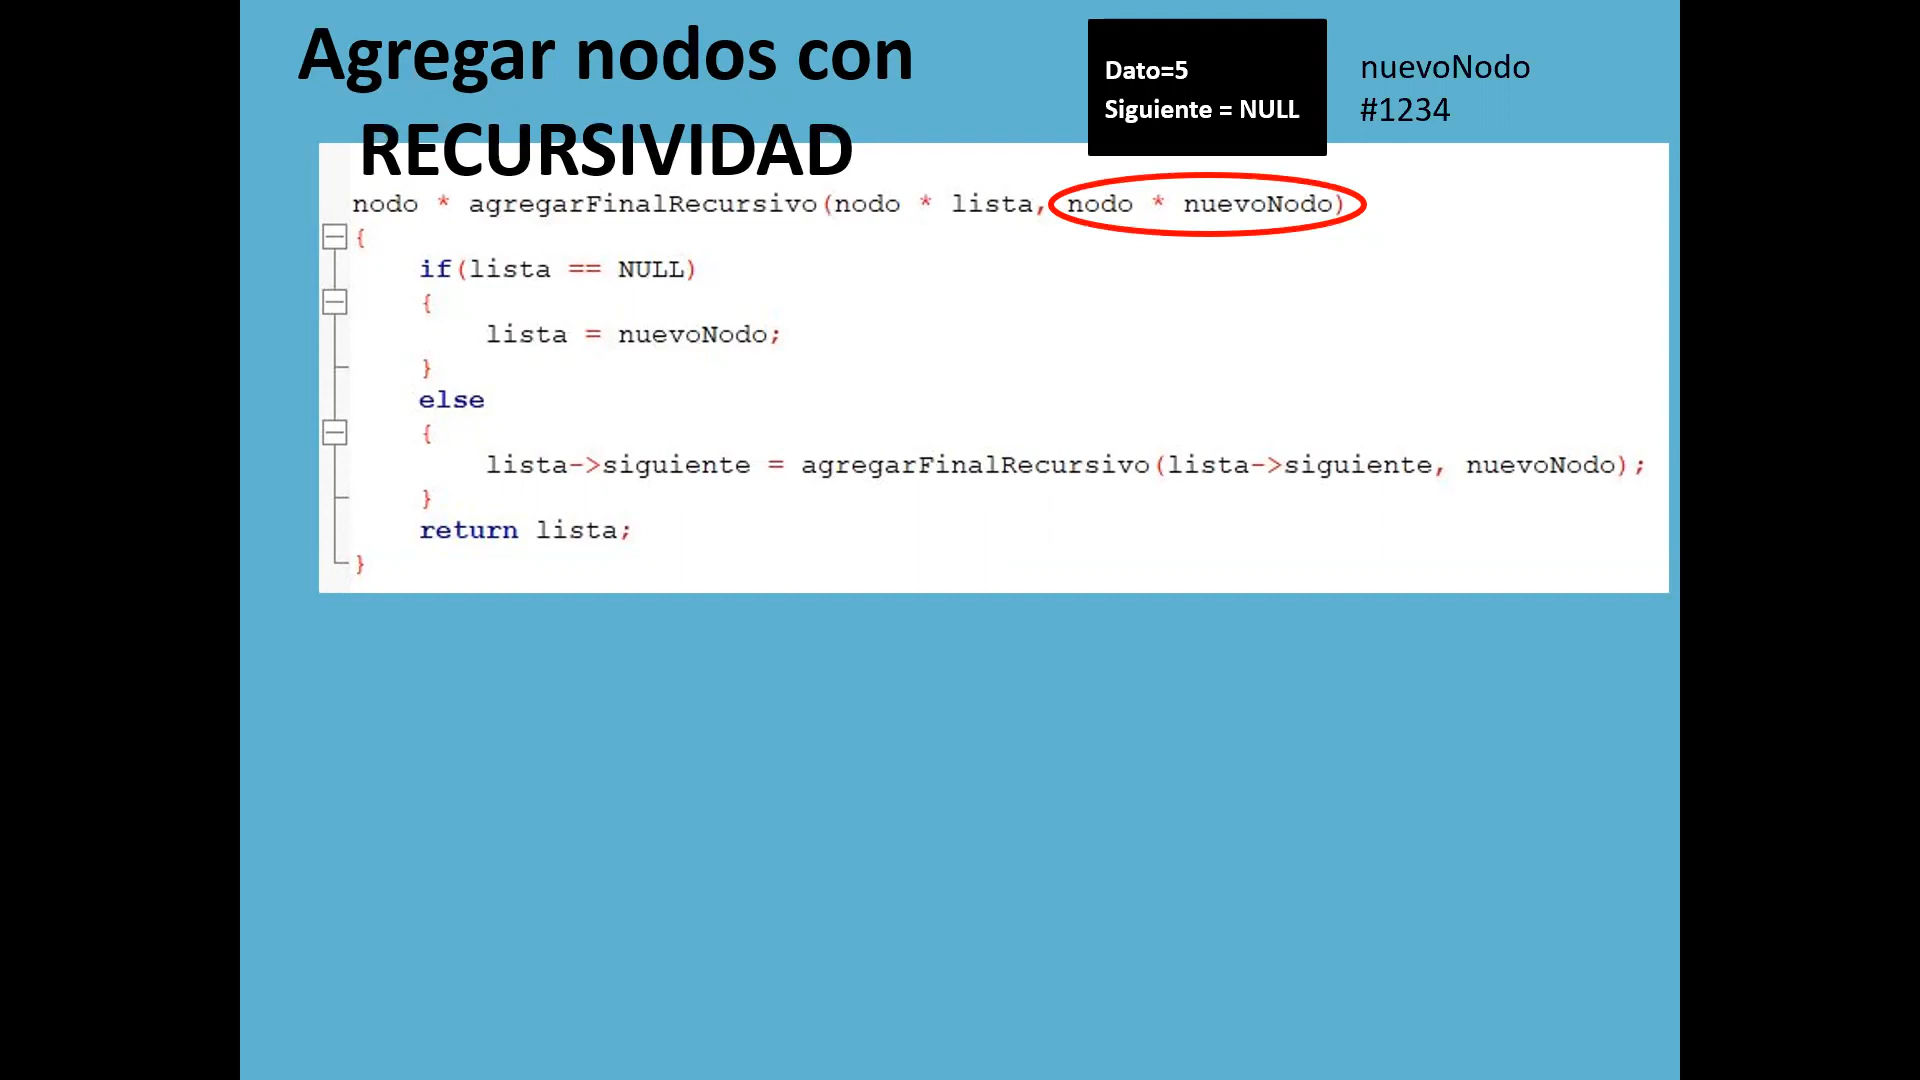 Agregar nodos con
RECURSIVIDAD
Dato=5
Siguiente = NULL
nuevoNodo
#1234
nodo * agregarFinalRecursivo(nodo * lista, nodo * nuevoNodo)
{
if(lista == NULL)
{
lista = nuevoNodo;
}
else
{
lista->siguiente = agregarFinalRecursivo(lista->siguiente, nuevoNodo);
}
return lista;
}